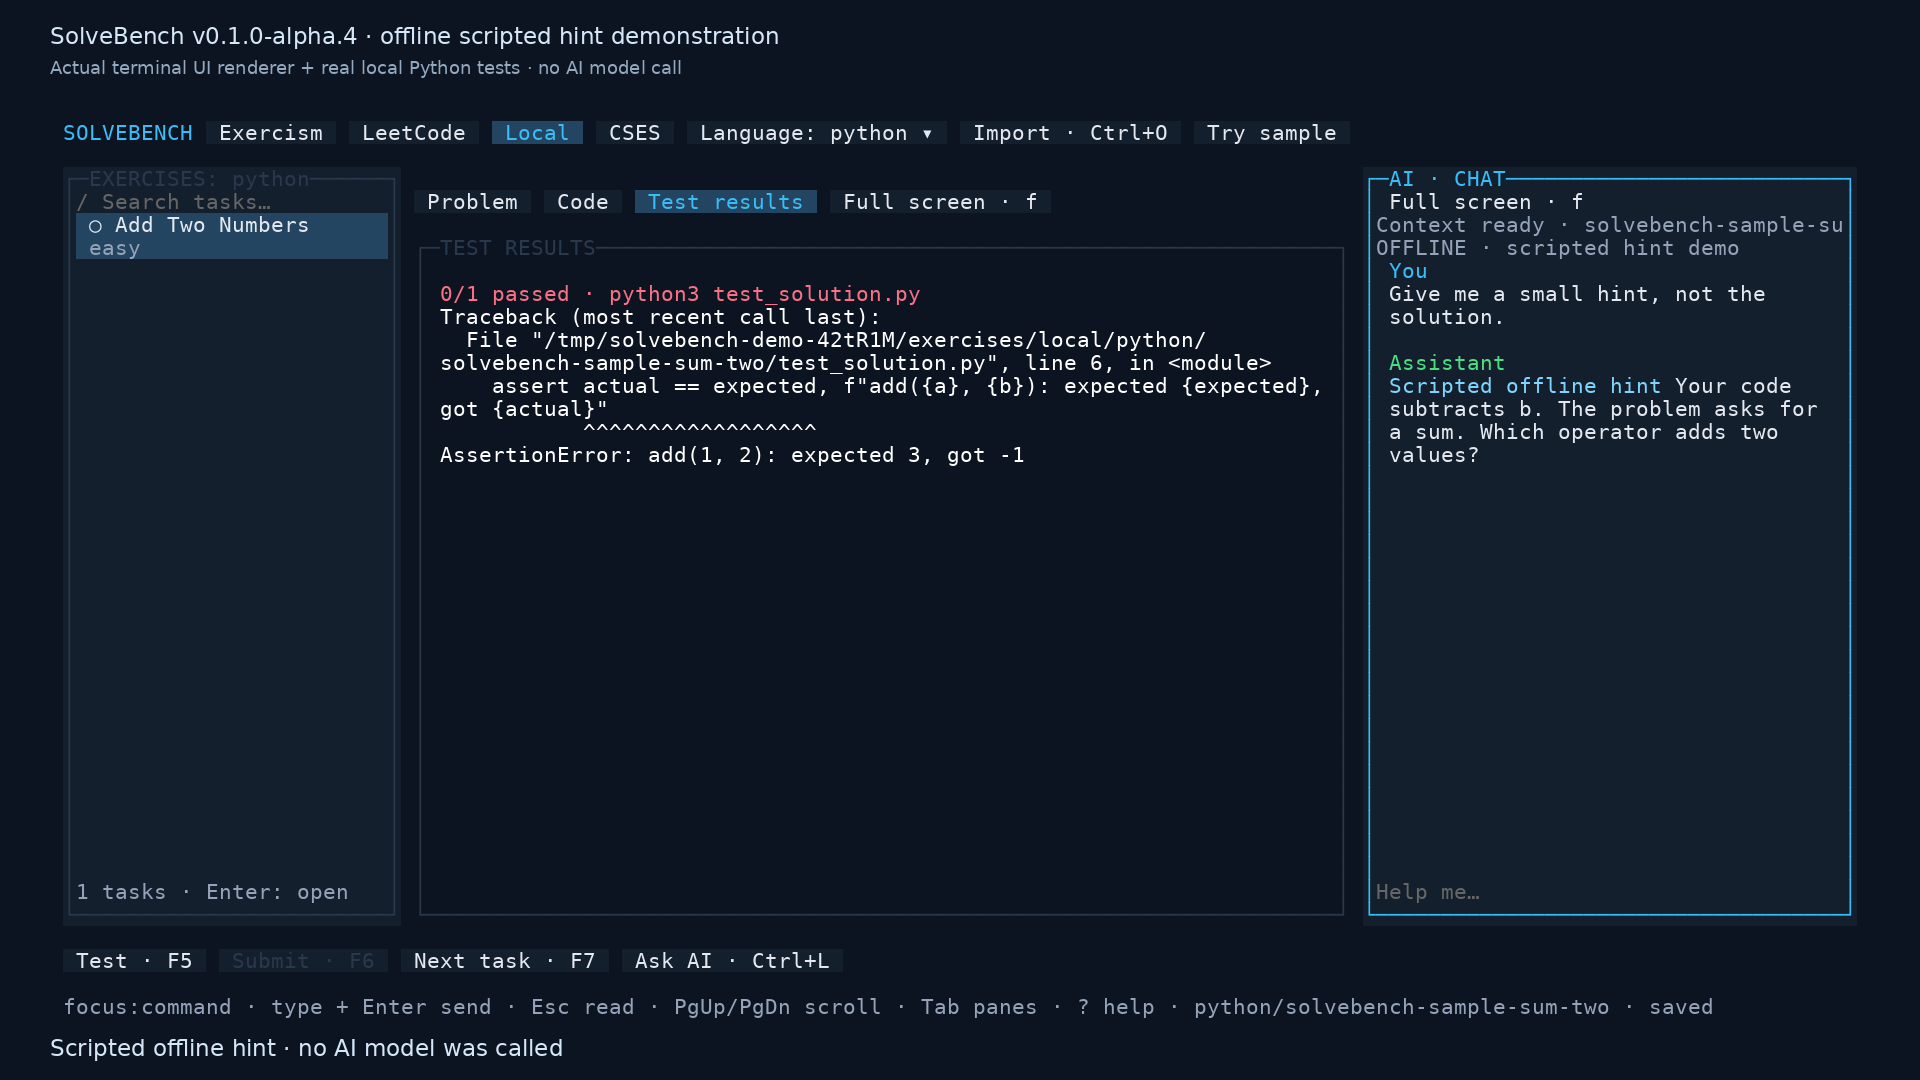 SolveBench v0.1.0-alpha.4 · offline scripted hint demonstration
Actual terminal UI renderer + real local Python tests · no AI model call
SOLVEBENCH Exercism LeetCode Local CSES Language: python ▾ Import · Ctrl+O Try sample
EXERCISES: python
/ Search tasks…
○ Add Two Numbers
easy
1 tasks · Enter: open
Problem Code Test results Full screen · f
TEST RESULTS
0/1 passed · python3 test_solution.py
Traceback (most recent call last):
  File "/tmp/solvebench-demo-42tR1M/exercises/local/python/
solvebench-sample-sum-two/test_solution.py", line 6, in <module>
    assert actual == expected, f"add({a}, {b}): expected {expected},
got {actual}"
           ^^^^^^^^^^^^^^^^^^
AssertionError: add(1, 2): expected 3, got -1
AI · CHAT
Full screen · f
Context ready · solvebench-sample-su
OFFLINE · scripted hint demo
You
Give me a small hint, not the
solution.
Assistant
Scripted offline hint Your code
subtracts b. The problem asks for
a sum. Which operator adds two
values?
Help me…
Test · F5 Submit · F6 Next task · F7 Ask AI · Ctrl+L
focus:command · type + Enter send · Esc read · PgUp/PgDn scroll · Tab panes · ? help · python/solvebench-sample-sum-two · saved
Scripted offline hint · no AI model was called